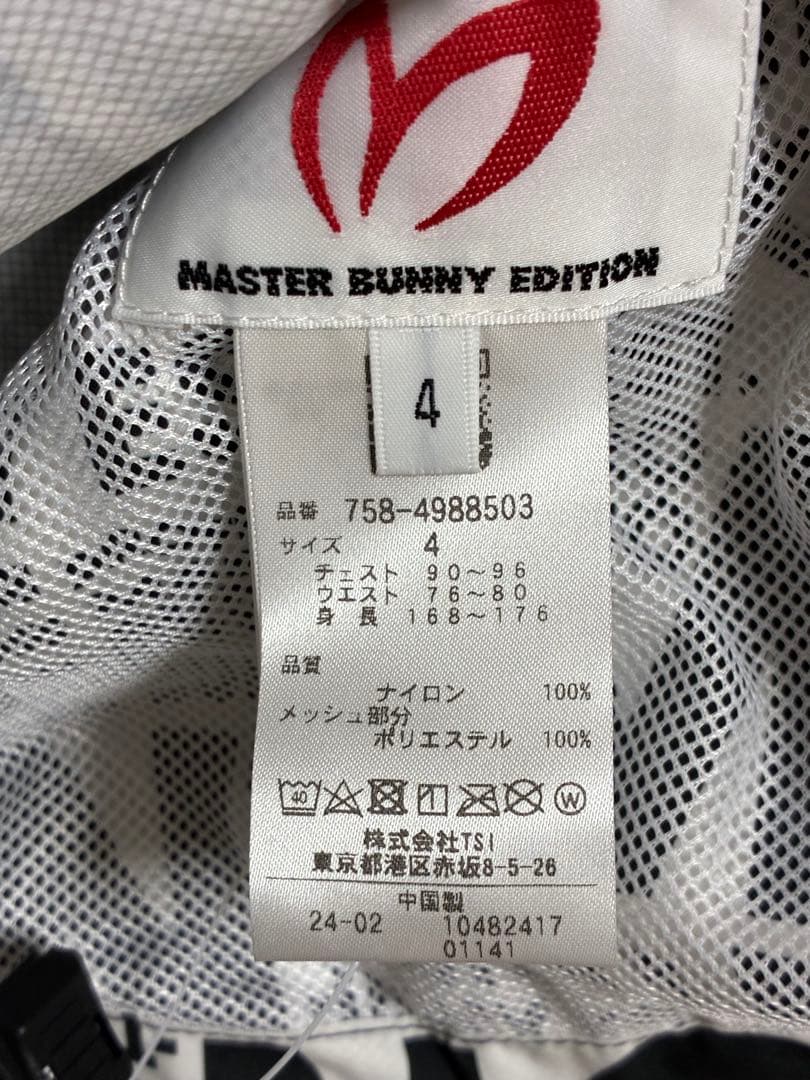 MASTER BUNNY EDITION
4
品番 758-4988503
サイズ 4
チェスト 90～96
ウエスト 76～80
身長 168～176
品質
ナイロン 100%
メッシュ部分
ポリエステル 100%
40 W
株式会社TSI
東京都港区赤坂8-5-26
中国製
24-02 10482417
01141